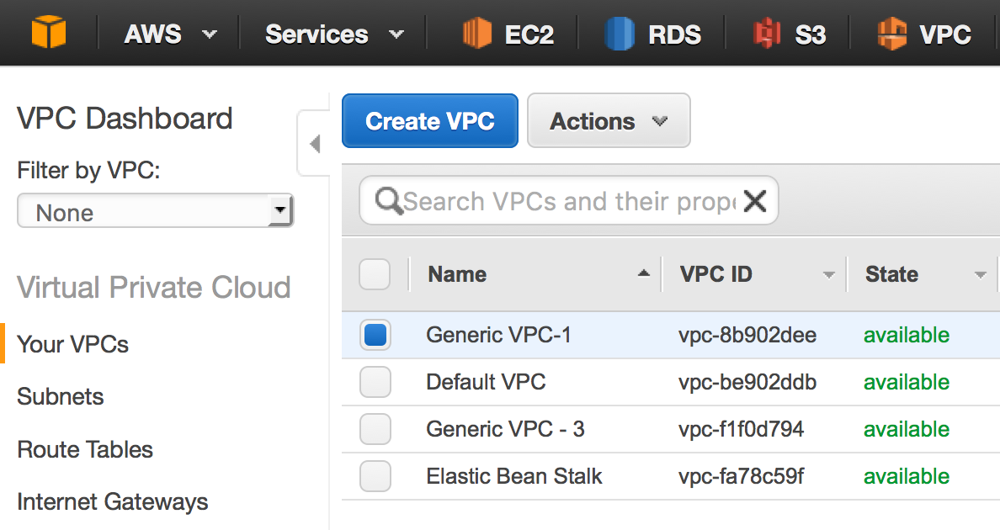 AWS Services EC2 RDS S3 VPC
VPC Dashboard
Filter by VPC:
None
Virtual Private Cloud
Your VPCs
Subnets
Route Tables
Internet Gateways
Create VPC Actions
Search VPCs and their prope
Name VPC ID State
Generic VPC-1 vpc-8b902dee available
Default VPC vpc-be902ddb available
Generic VPC - 3 vpc-f1f0d794 available
Elastic Bean Stalk vpc-fa78c59f available